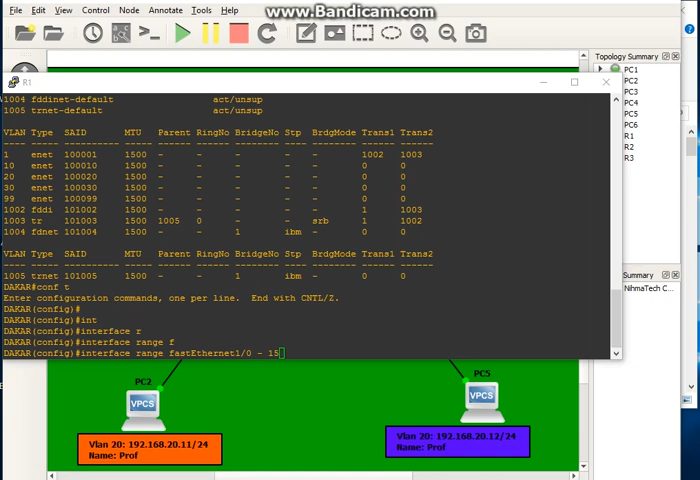 www.Bandicam.com
File Edit View Control Node Annotate Tools Help
Topology Summary
PC1
PC2
PC3
PC4
PC5
PC6
R1
R2
R3
R1
1004 fddinet-default act/unsup
1005 trnet-default act/unsup
VLAN Type SAID MTU Parent RingNo BridgeNo Stp BrdgMode Trans1 Trans2
---- ----- ---------- ----- ------ ------ -------- ---- -------- ------ ------
1 enet 100001 1500 - - - - - 1002 1003
10 enet 100010 1500 - - - - - 0 0
20 enet 100020 1500 - - - - - 0 0
30 enet 100030 1500 - - - - - 0 0
99 enet 100099 1500 - - - - - 0 0
1002 fddi 101002 1500 - - - - - 1 1003
1003 tr 101003 1500 1005 0 - - srb 1 1002
1004 fdnet 101004 1500 - - 1 ibm - 0 0
VLAN Type SAID MTU Parent RingNo BridgeNo Stp BrdgMode Trans1 Trans2
---- ----- ---------- ----- ------ ------ -------- ---- -------- ------ ------
1005 trnet 101005 1500 - - 1 ibm - 0 0
DAKAR#conf t
Enter configuration commands, one per line. End with CNTL/Z.
DAKAR(config)#
DAKAR(config)#int
DAKAR(config)#interface r
DAKAR(config)#interface range f
DAKAR(config)#interface range fastEthernet1/0 - 15
Summary
NihmaTech C...
PC2
VPCS
Vlan 20: 192.168.20.11/24
Name: Prof
PC5
VPCS
Vlan 20: 192.168.20.12/24
Name: Prof